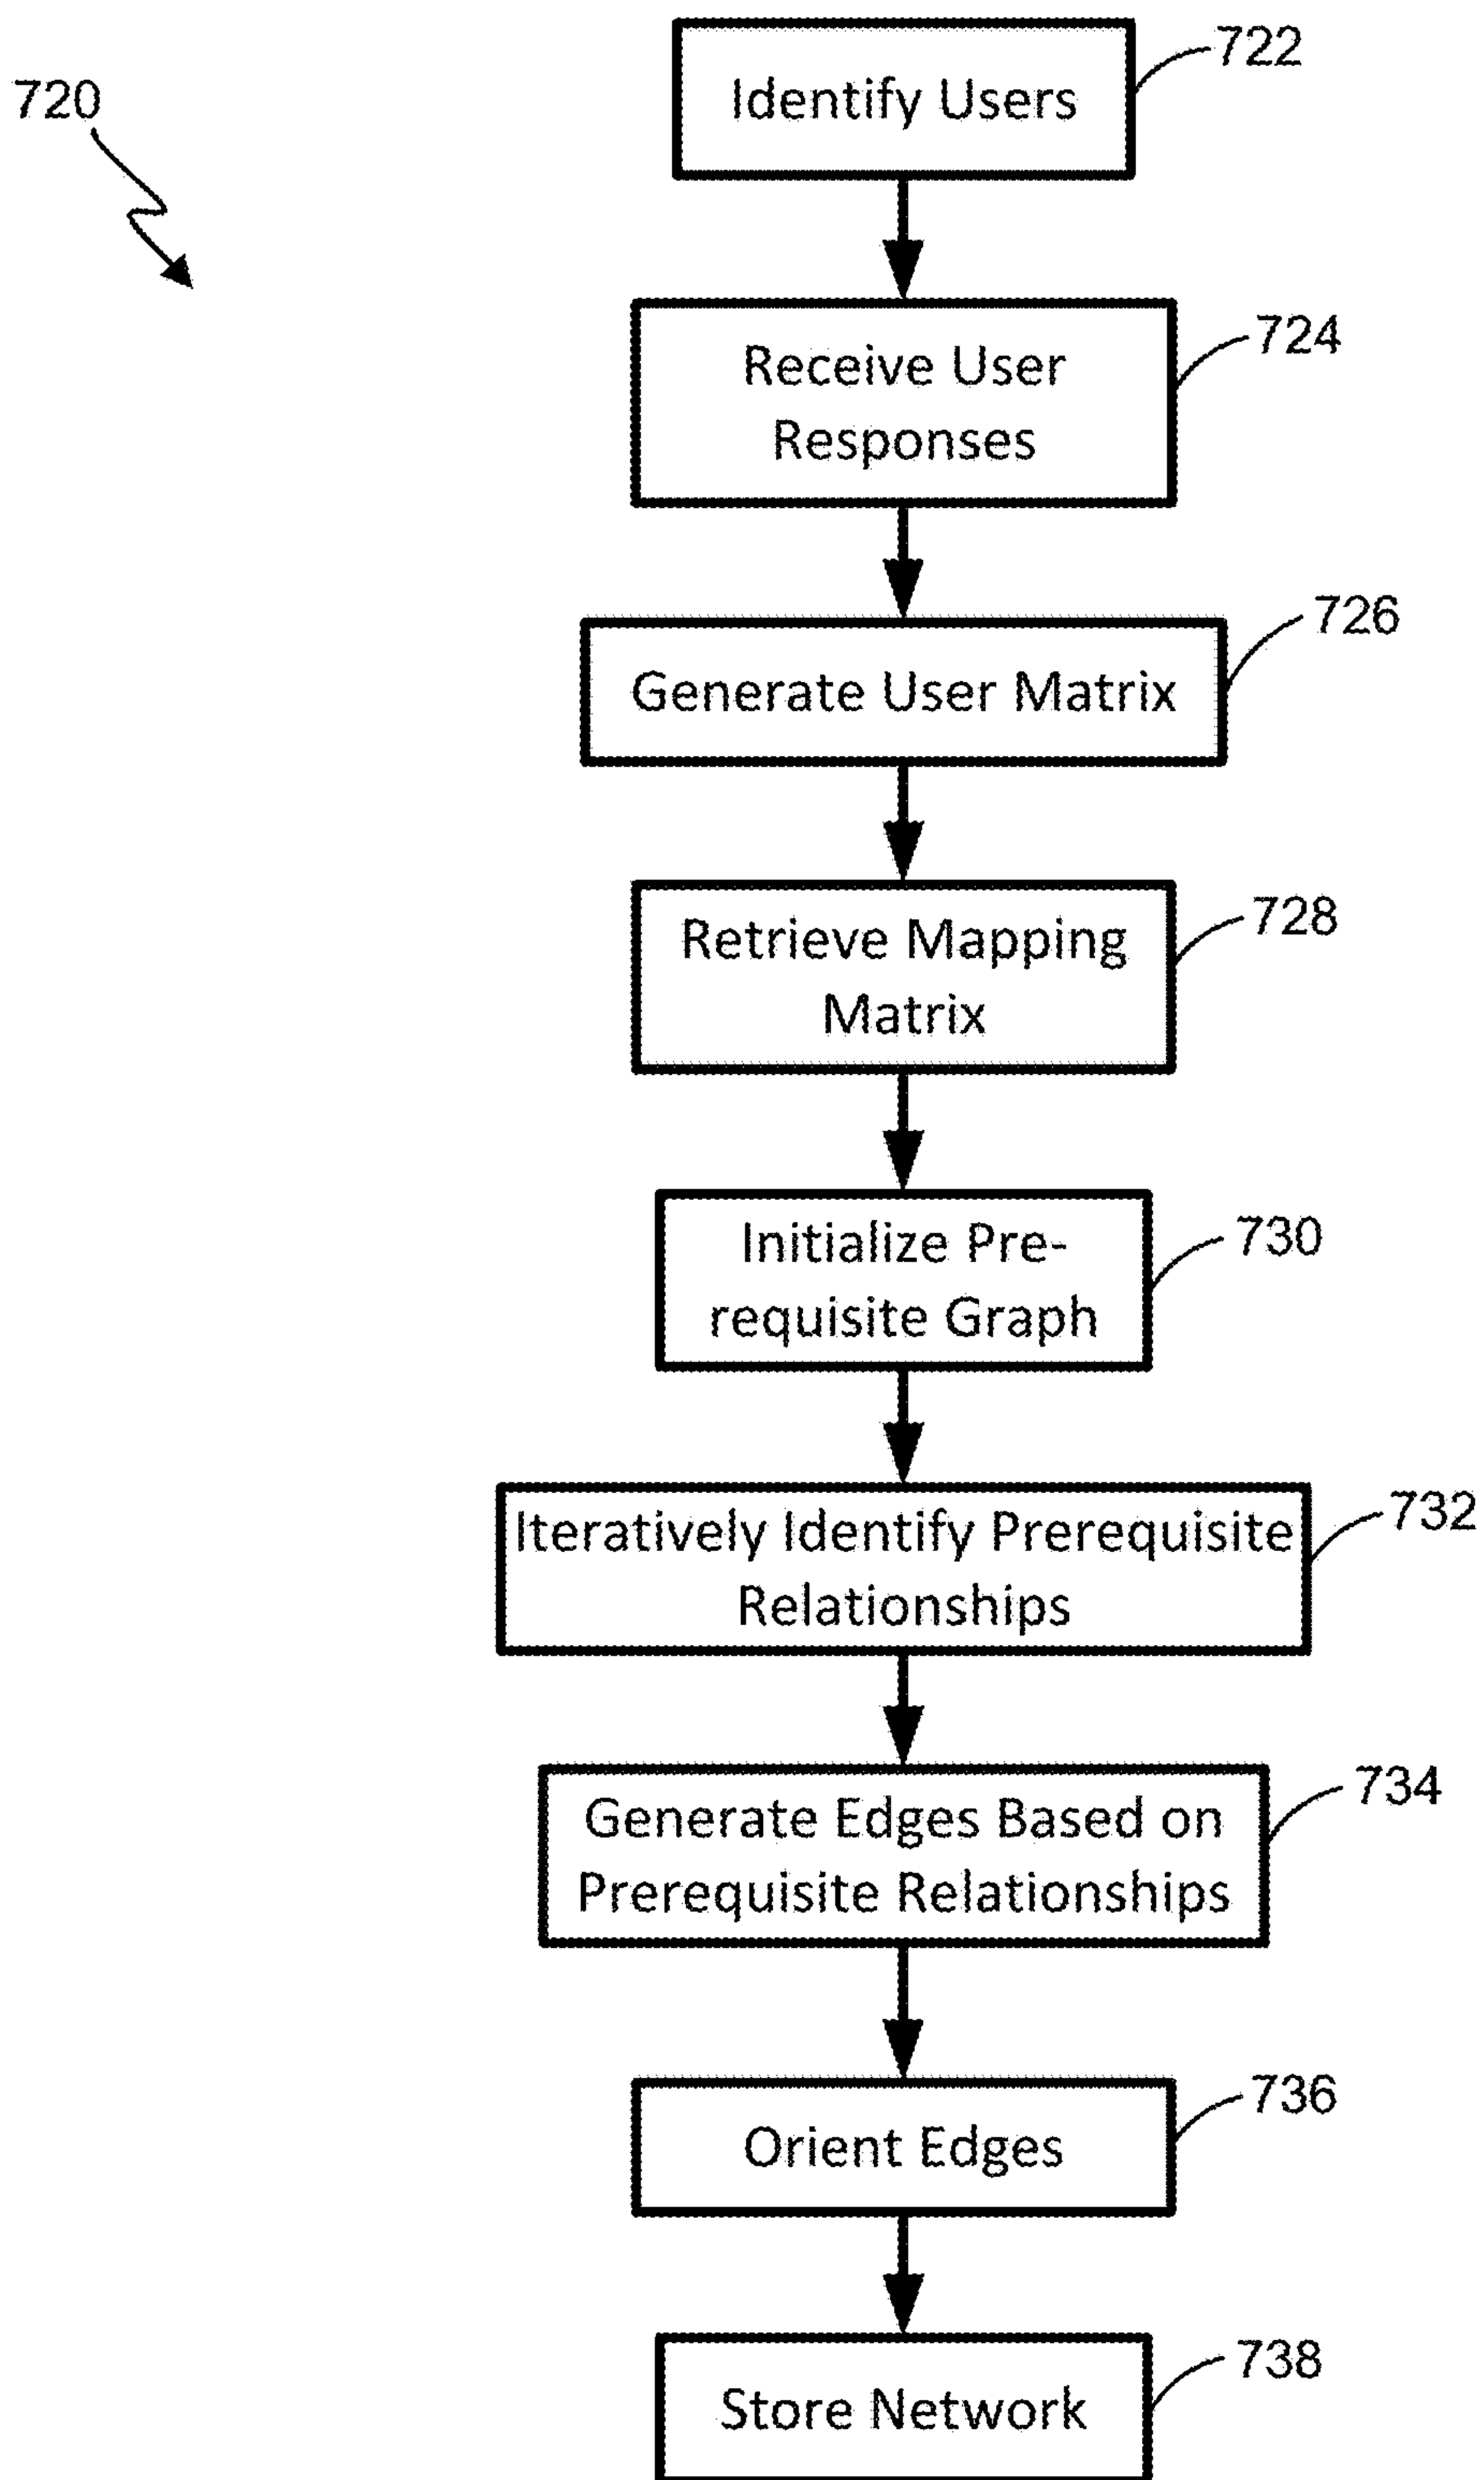 720
722
Identify Users
724
Receive User
Responses
726
Generate User Matrix
728
Retrieve Mapping
Matrix
730
Initialize Pre-
requisite Graph
732
Iteratively Identify Prerequisite
Relationships
734
Generate Edges Based on
Prerequisite Relationships
736
Orient Edges
738
Store Network